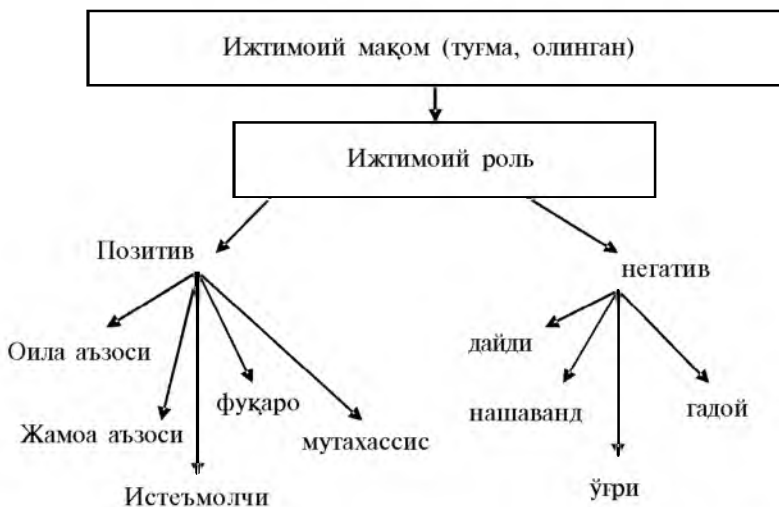 Ижтимоий мақом (туғма, олинган)
Ижтимоий роль
Позитив
негатив
Оила аъзоси
дайди
фуқаро
нашаванд
гадой
Жамоа аъзоси
мутахассис
Истеъмолчи
ўғри